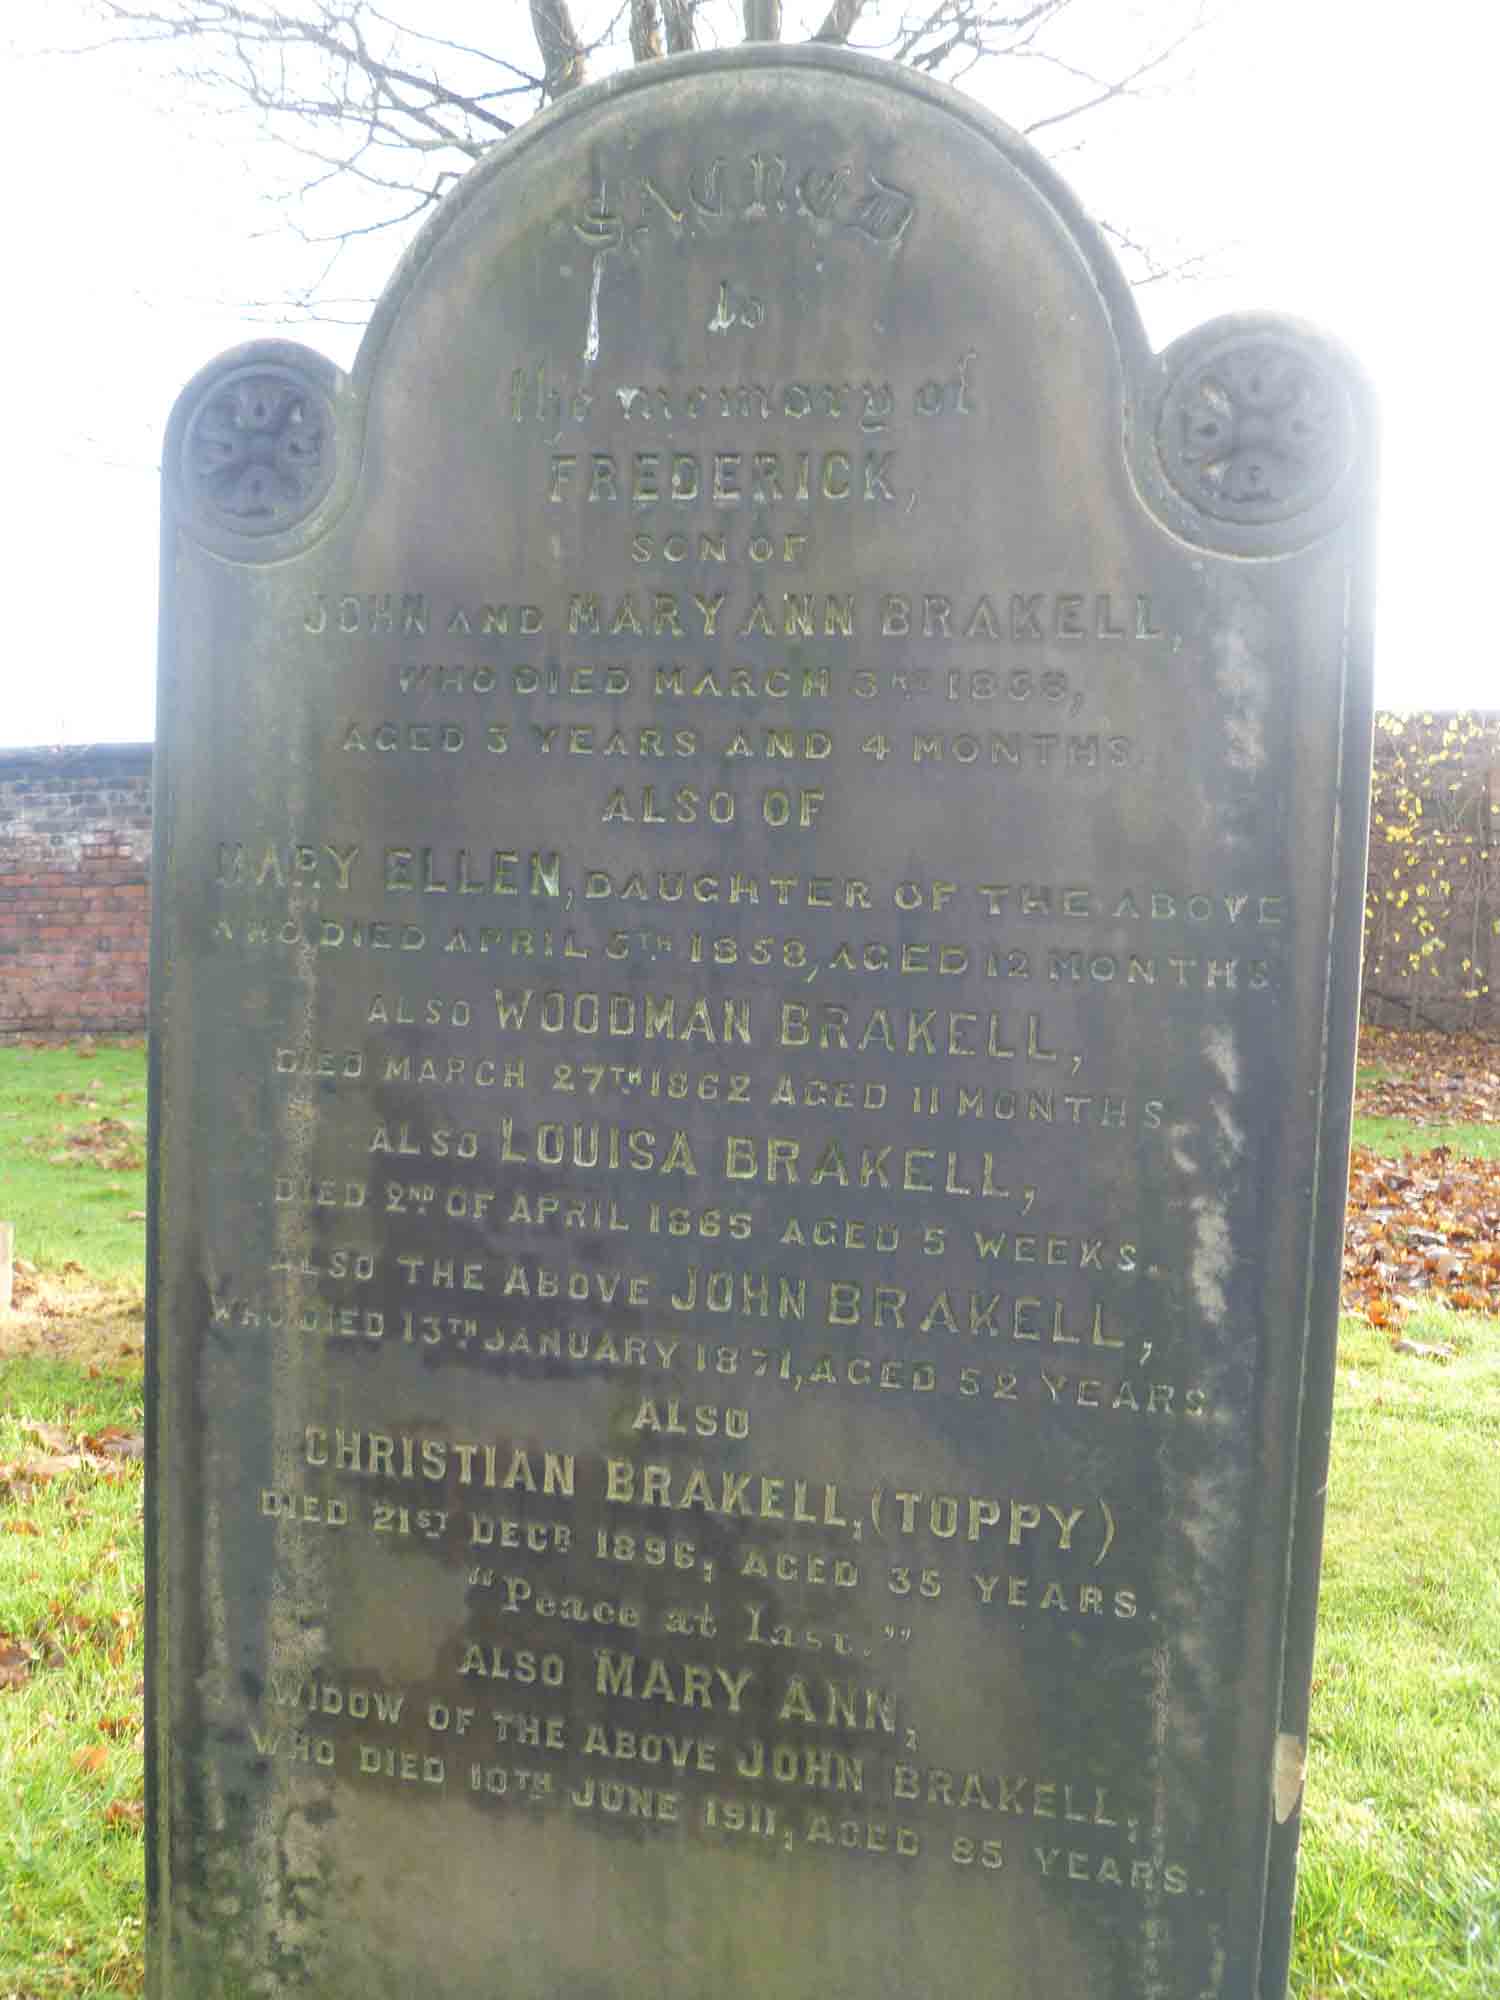 SACRED
to
the memory of
FREDERICK,
SON OF
JOHN AND MARY ANN BRAKELL,
WHO DIED MARCH 3RD 1858,
AGED 3 YEARS AND 4 MONTHS.
ALSO OF
MARY ELLEN, DAUGHTER OF THE ABOVE
WHO DIED APRIL 5TH 1858, AGED 12 MONTHS.
ALSO WOODMAN BRAKELL,
DIED MARCH 27TH 1862 AGED 11 MONTHS.
ALSO LOUISA BRAKELL,
DIED 2ND OF APRIL 1865 AGED 5 WEEKS.
ALSO THE ABOVE JOHN BRAKELL,
WHO DIED 13TH JANUARY 1871, AGED 52 YEARS.
ALSO
CHRISTIAN BRAKELL, (TOPPY)
DIED 21ST DECR 1896, AGED 35 YEARS.
"Peace at last."
ALSO MARY ANN,
WIDOW OF THE ABOVE JOHN BRAKELL,
WHO DIED 10TH JUNE 1911, AGED 85 YEARS.